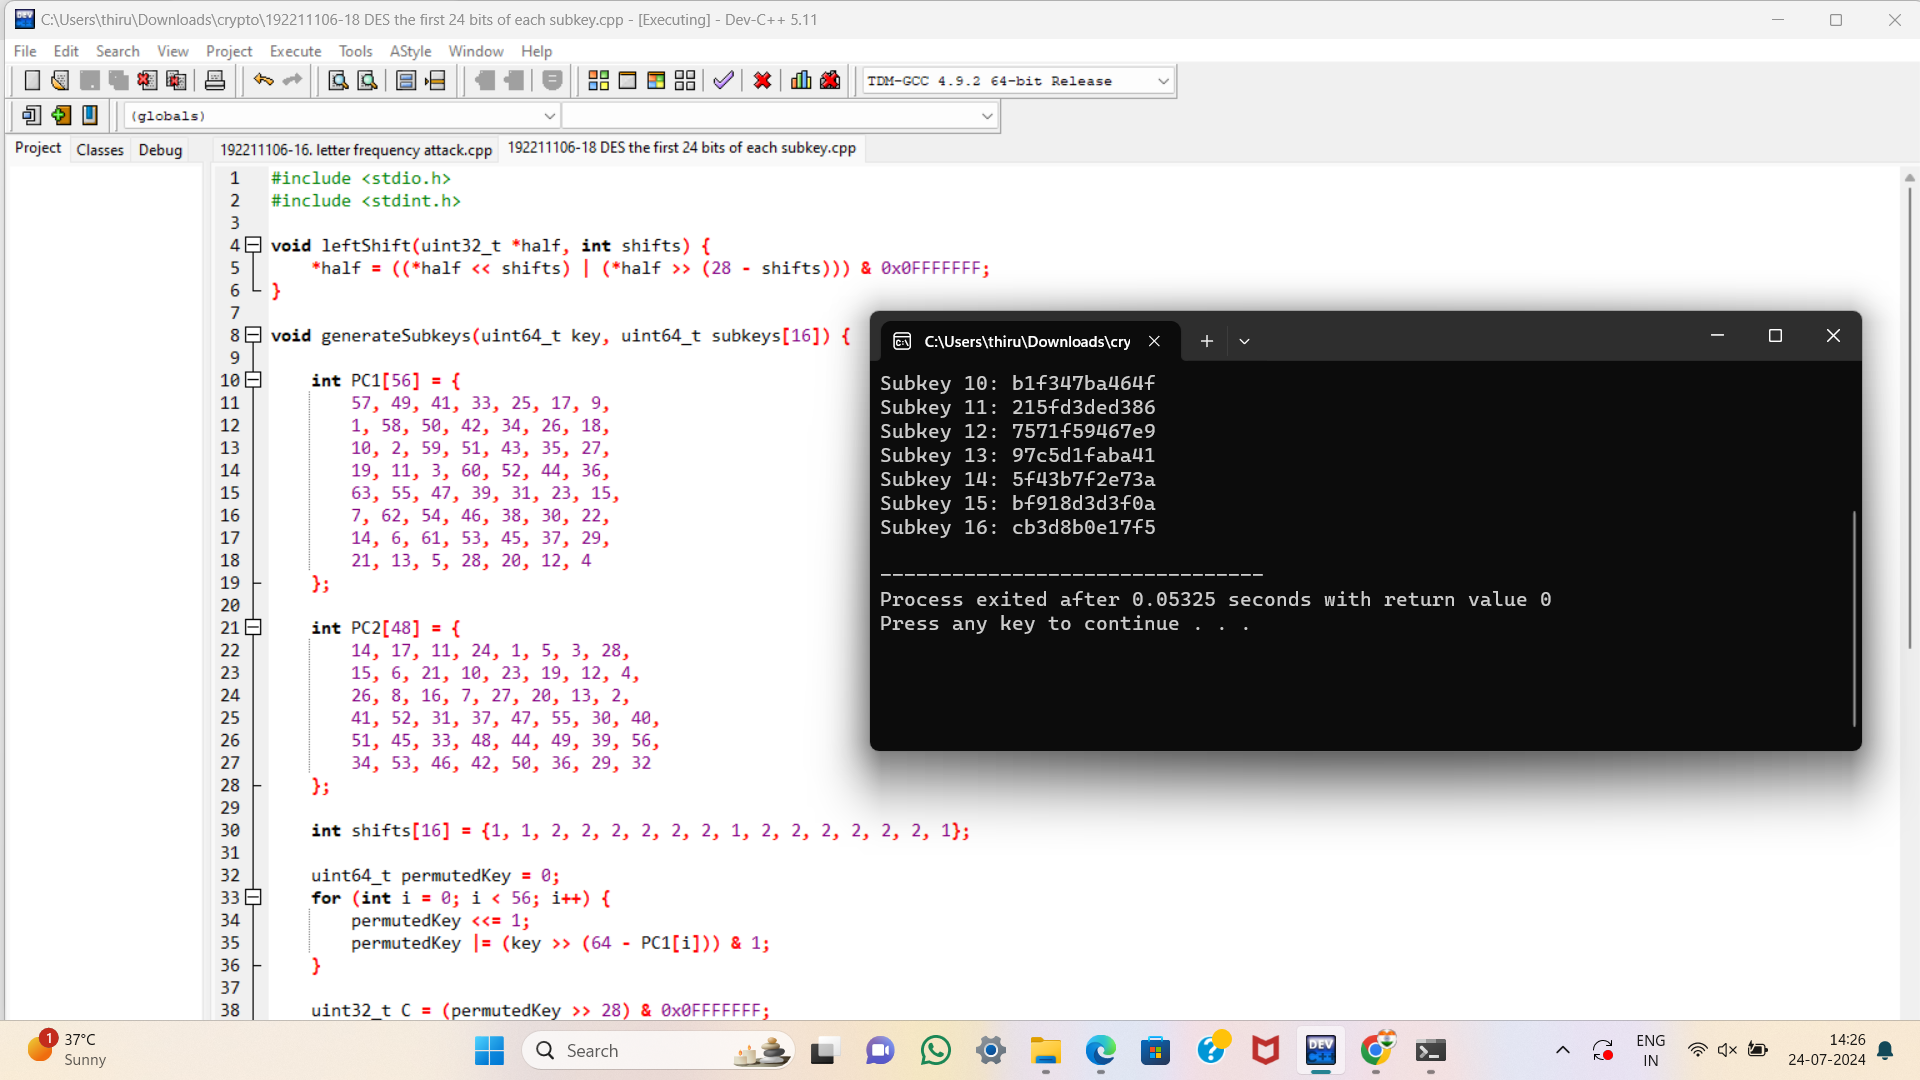 C:\Users\thiru\Downloads\crypto\192211106-18 DES the first 24 bits of each subkey.cpp - [Executing] - Dev-C++ 5.11
File Edit Search View Project Execute Tools AStyle Window Help
TDM-GCC 4.9.2 64-bit Release
(globals)
Project Classes Debug
192211106-16. letter frequency attack.cpp 192211106-18 DES the first 24 bits of each subkey.cpp
1 #include <stdio.h>
2 #include <stdint.h>
3
4 void leftShift(uint32_t *half, int shifts) {
5 *half = ((*half << shifts) | (*half >> (28 - shifts))) & 0x0FFFFFFF;
6 }
7
8 void generateSubkeys(uint64_t key, uint64_t subkeys[16]) {
9
10 int PC1[56] = {
11 57, 49, 41, 33, 25, 17, 9,
12 1, 58, 50, 42, 34, 26, 18,
13 10, 2, 59, 51, 43, 35, 27,
14 19, 11, 3, 60, 52, 44, 36,
15 63, 55, 47, 39, 31, 23, 15,
16 7, 62, 54, 46, 38, 30, 22,
17 14, 6, 61, 53, 45, 37, 29,
18 21, 13, 5, 28, 20, 12, 4
19 };
20
21 int PC2[48] = {
22 14, 17, 11, 24, 1, 5, 3, 28,
23 15, 6, 21, 10, 23, 19, 12, 4,
24 26, 8, 16, 7, 27, 20, 13, 2,
25 41, 52, 31, 37, 47, 55, 30, 40,
26 51, 45, 33, 48, 44, 49, 39, 56,
27 34, 53, 46, 42, 50, 36, 29, 32
28 };
29
30 int shifts[16] = {1, 1, 2, 2, 2, 2, 2, 2, 1, 2, 2, 2, 2, 2, 2, 1};
31
32 uint64_t permutedKey = 0;
33 for (int i = 0; i < 56; i++) {
34 permutedKey <<= 1;
35 permutedKey |= (key >> (64 - PC1[i])) & 1;
36 }
37
38 uint32_t C = (permutedKey >> 28) & 0x0FFFFFFF;
C:\Users\thiru\Downloads\cry
Subkey 10: b1f347ba464f
Subkey 11: 215fd3ded386
Subkey 12: 7571f59467e9
Subkey 13: 97c5d1faba41
Subkey 14: 5f43b7f2e73a
Subkey 15: bf918d3d3f0a
Subkey 16: cb3d8b0e17f5
--------------------------------
Process exited after 0.05325 seconds with return value 0
Press any key to continue . . .
1
37°C
Sunny
Search
DEV
ENG
IN
14:26
24-07-2024